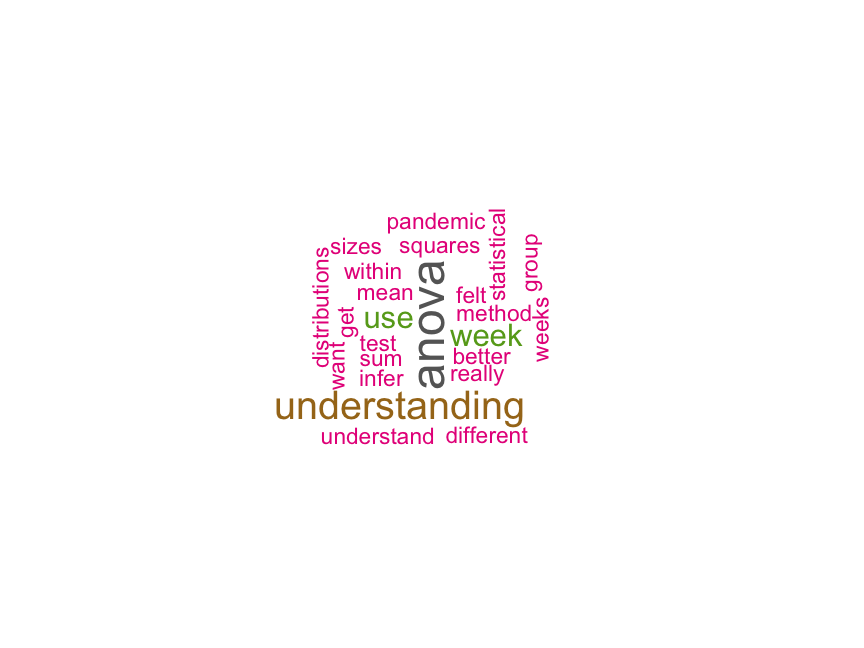 pandemic
statistical
sizes
squares
group
distributions
within
anova
mean
felt
get
use
method
weeks
week
test
want
sum
better
infer
really
understanding
understand
different